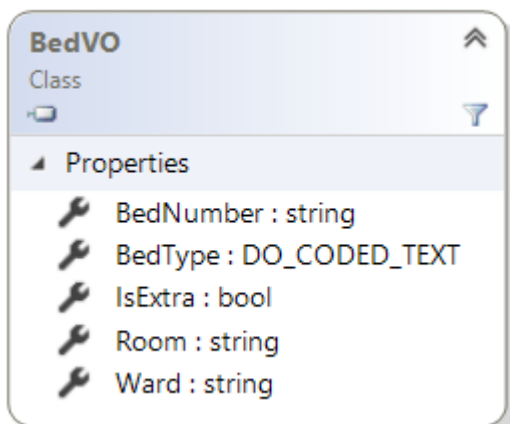 BedVO
Class
Properties
BedNumber : string
BedType : DO_CODED_TEXT
IsExtra : bool
Room : string
Ward : string